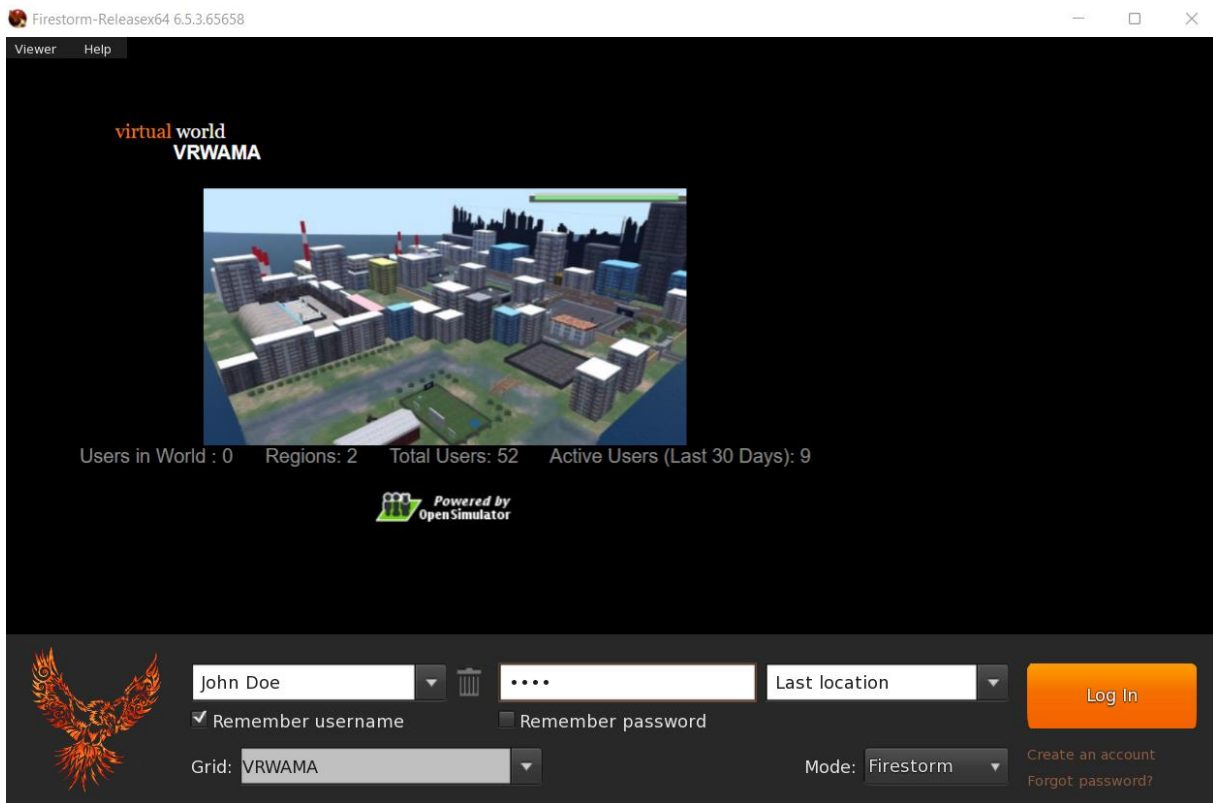 Firestorm-Releasex64 6.5.3.65658
Viewer Help
virtual world
VRWAMA
Users in World : 0 Regions: 2 Total Users: 52 Active Users (Last 30 Days): 9
Powered by
OpenSimulator
John Doe •••• Last location Log In
Remember username Remember password
Grid: VRWAMA Mode: Firestorm Create an account
Forgot password?